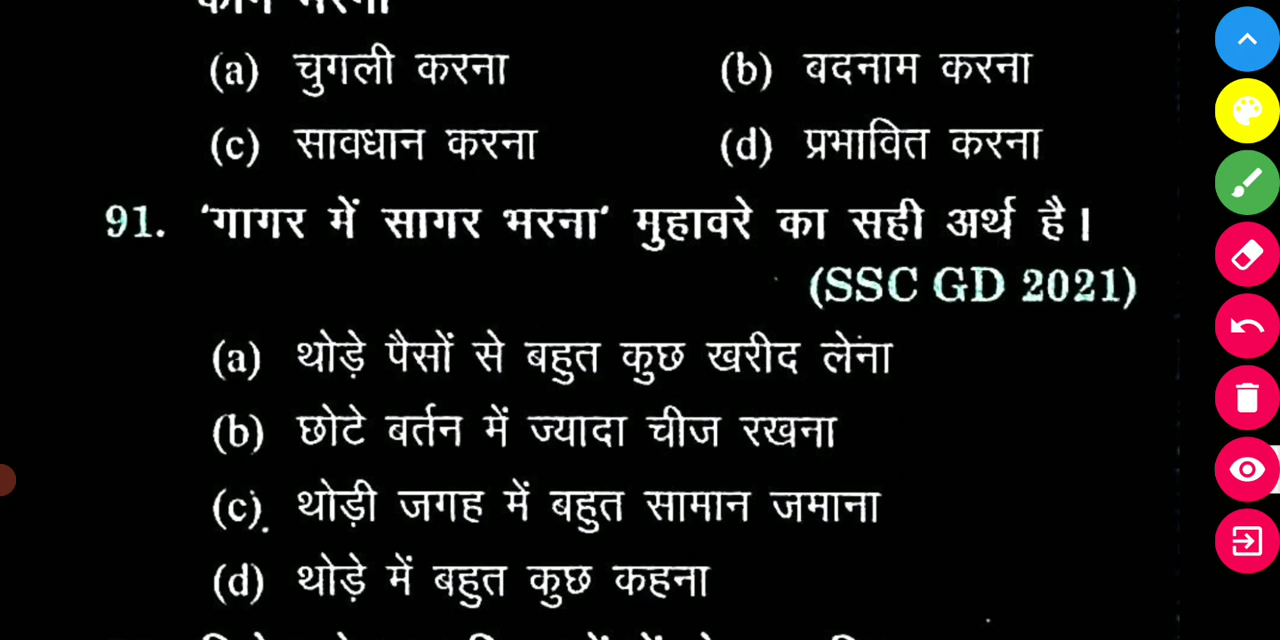 (a) चुगली करना (b) बदनाम करना
(c) सावधान करना (d) प्रभावित करना
91. 'गागर में सागर भरना' मुहावरे का सही अर्थ है।
(SSC GD 2021)
(a) थोड़े पैसों से बहुत कुछ खरीद लेना
(b) छोटे बर्तन में ज्यादा चीज रखना
(c) थोड़ी जगह में बहुत सामान जमाना
(d) थोड़े में बहुत कुछ कहना